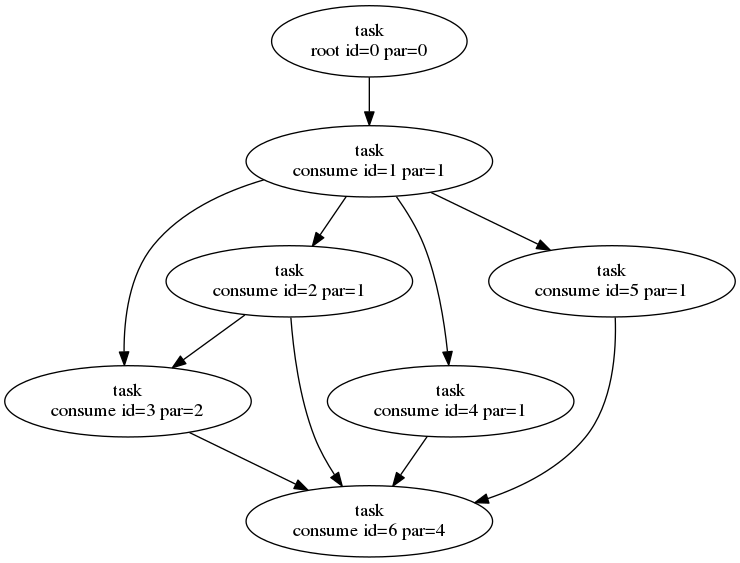 task
root id=0 par=0
task
consume id=1 par=1
task
consume id=2 par=1
task
consume id=5 par=1
task
consume id=3 par=2
task
consume id=4 par=1
task
consume id=6 par=4